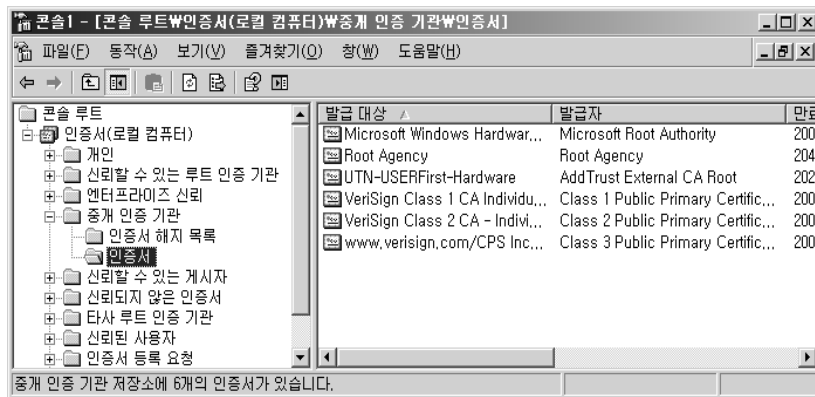 콘솔1 - [콘솔 루트₩인증서(로컬 컴퓨터)₩중개 인증 기관₩인증서]
파일(F) 동작(A) 보기(V) 즐겨찾기(O) 창(W) 도움말(H)
콘솔 루트
인증서(로컬 컴퓨터)
개인
신뢰할 수 있는 루트 인증 기관
엔터프라이즈 신뢰
중개 인증 기관
인증서 해지 목록
인증서
신뢰할 수 있는 게시자
신뢰되지 않은 인증서
타사 루트 인증 기관
신뢰된 사용자
인증서 등록 요청
발급 대상 발급자 만료
Microsoft Windows Hardwar... Microsoft Root Authority 200
Root Agency Root Agency 204
UTN-USERFirst-Hardware AddTrust External CA Root 202
VeriSign Class 1 CA Individu... Class 1 Public Primary Certific... 200
VeriSign Class 2 CA - Indivi... Class 2 Public Primary Certific... 200
www.verisign.com/CPS Inc... Class 3 Public Primary Certific... 200
중개 인증 기관 저장소에 6개의 인증서가 있습니다.